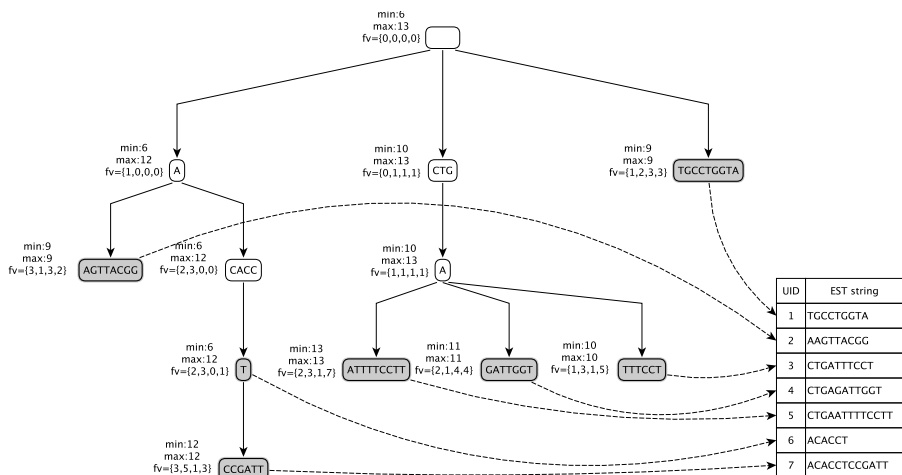 min:6
max:13
fv={0,0,0,0}
min:6
max:12
fv={1,0,0,0}
A
min:10
max:13
fv={0,1,1,1}
CTG
min:9
max:9
fv={1,2,3,3}
TGCCTGGTA
min:9
max:9
fv={3,1,3,2}
AGTTACGG
min:6
max:12
fv={2,3,0,0}
CACC
min:10
max:13
fv={1,1,1,1}
A
min:6
max:12
fv={2,3,0,1}
T
min:13
max:13
fv={2,3,1,7}
ATTTTCCTT
min:11
max:11
fv={2,1,4,4}
GATTGGT
min:10
max:10
fv={1,3,1,5}
TTTCCT
min:12
max:12
fv={3,5,1,3}
CCGATT
UID EST string
1 TGCCTGGTA
2 AAGTTACGG
3 CTGATTTCCT
4 CTGAGATTGGT
5 CTGAATTTTCCTT
6 ACACCT
7 ACACCTCCGATT